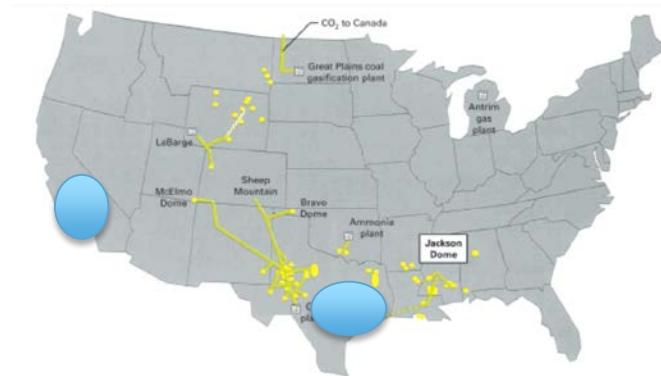 CO₂ to Canada
Great Plains coal
gasification plant
Antrim
gas
plant
LaBarge
Sheep
Mountain
McElmo
Dome
Bravo
Dome
Ammonia
plant
Jackson
Dome